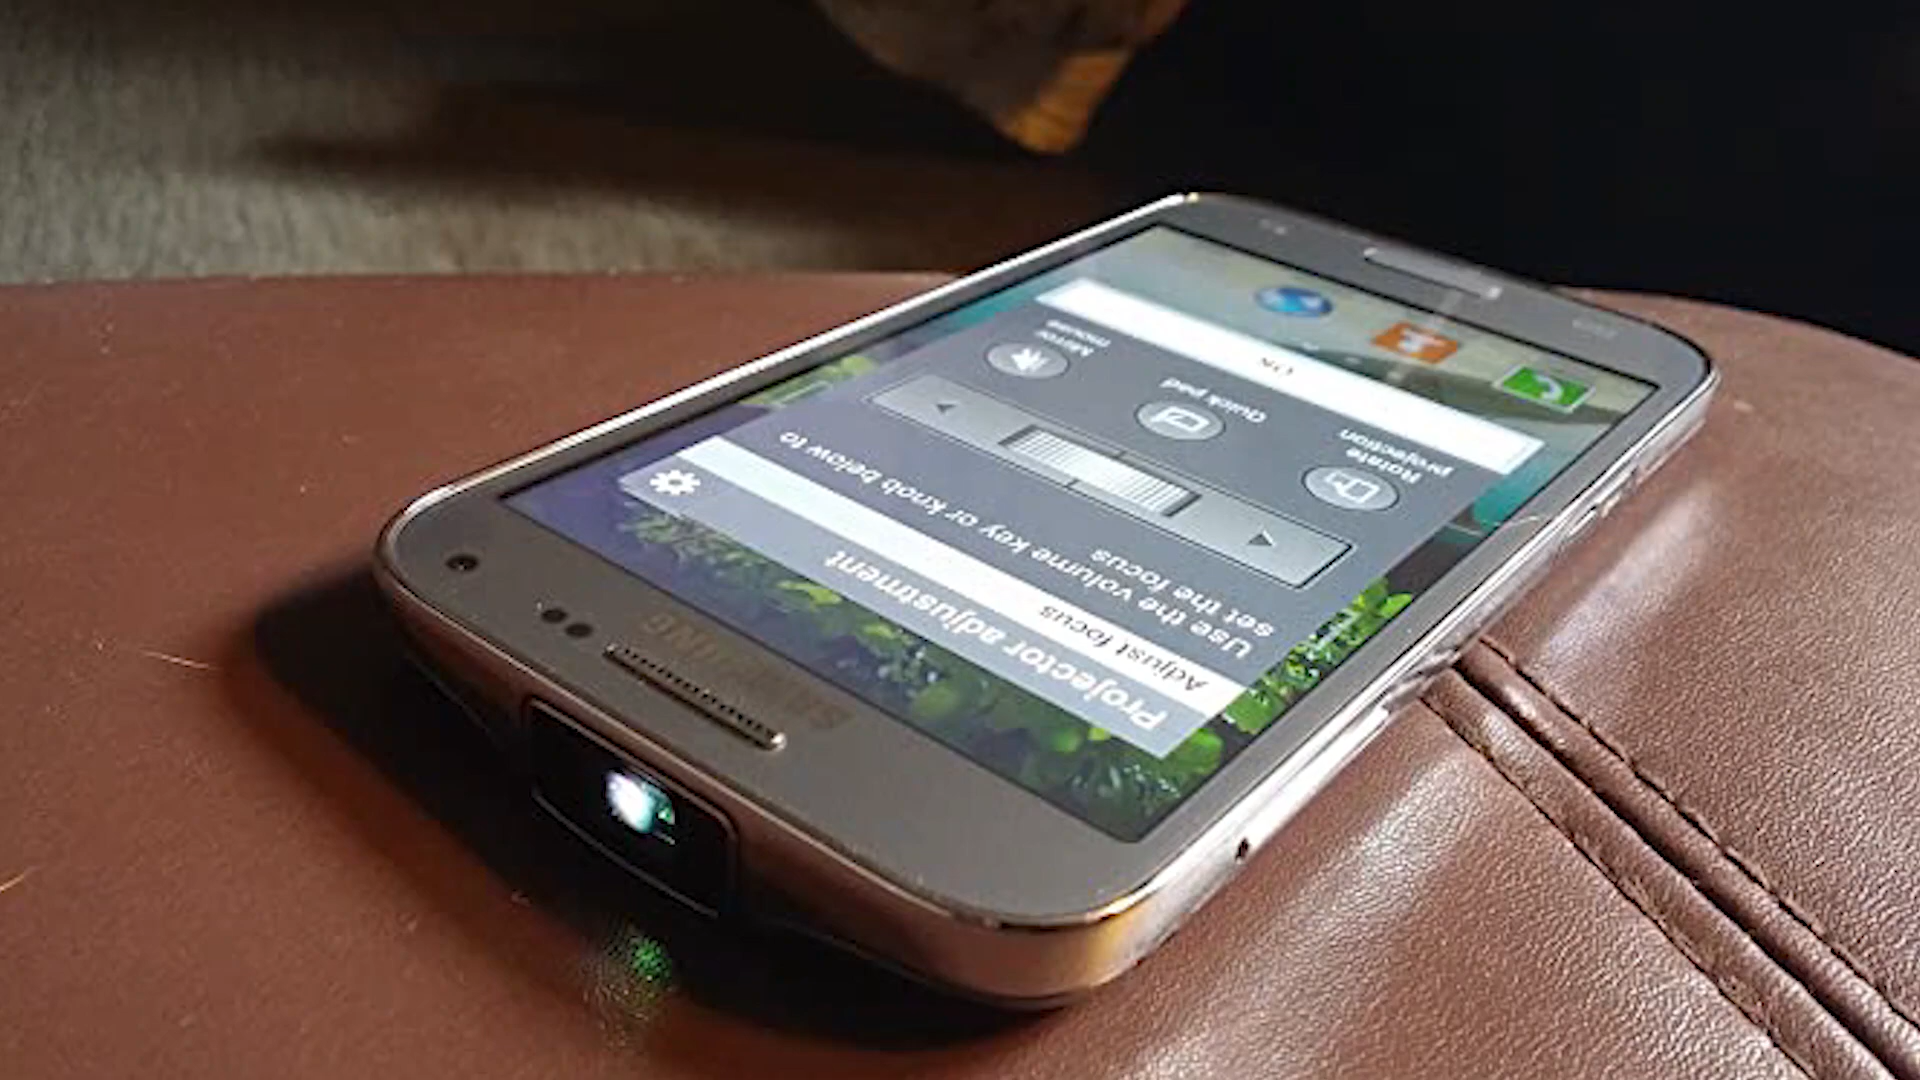 SAMSUNG
Projector adjustment
Adjust focus
Use the volume key or knob below to
set the focus
Rotate
projection
Quick pad
Mirror
mouse
OK